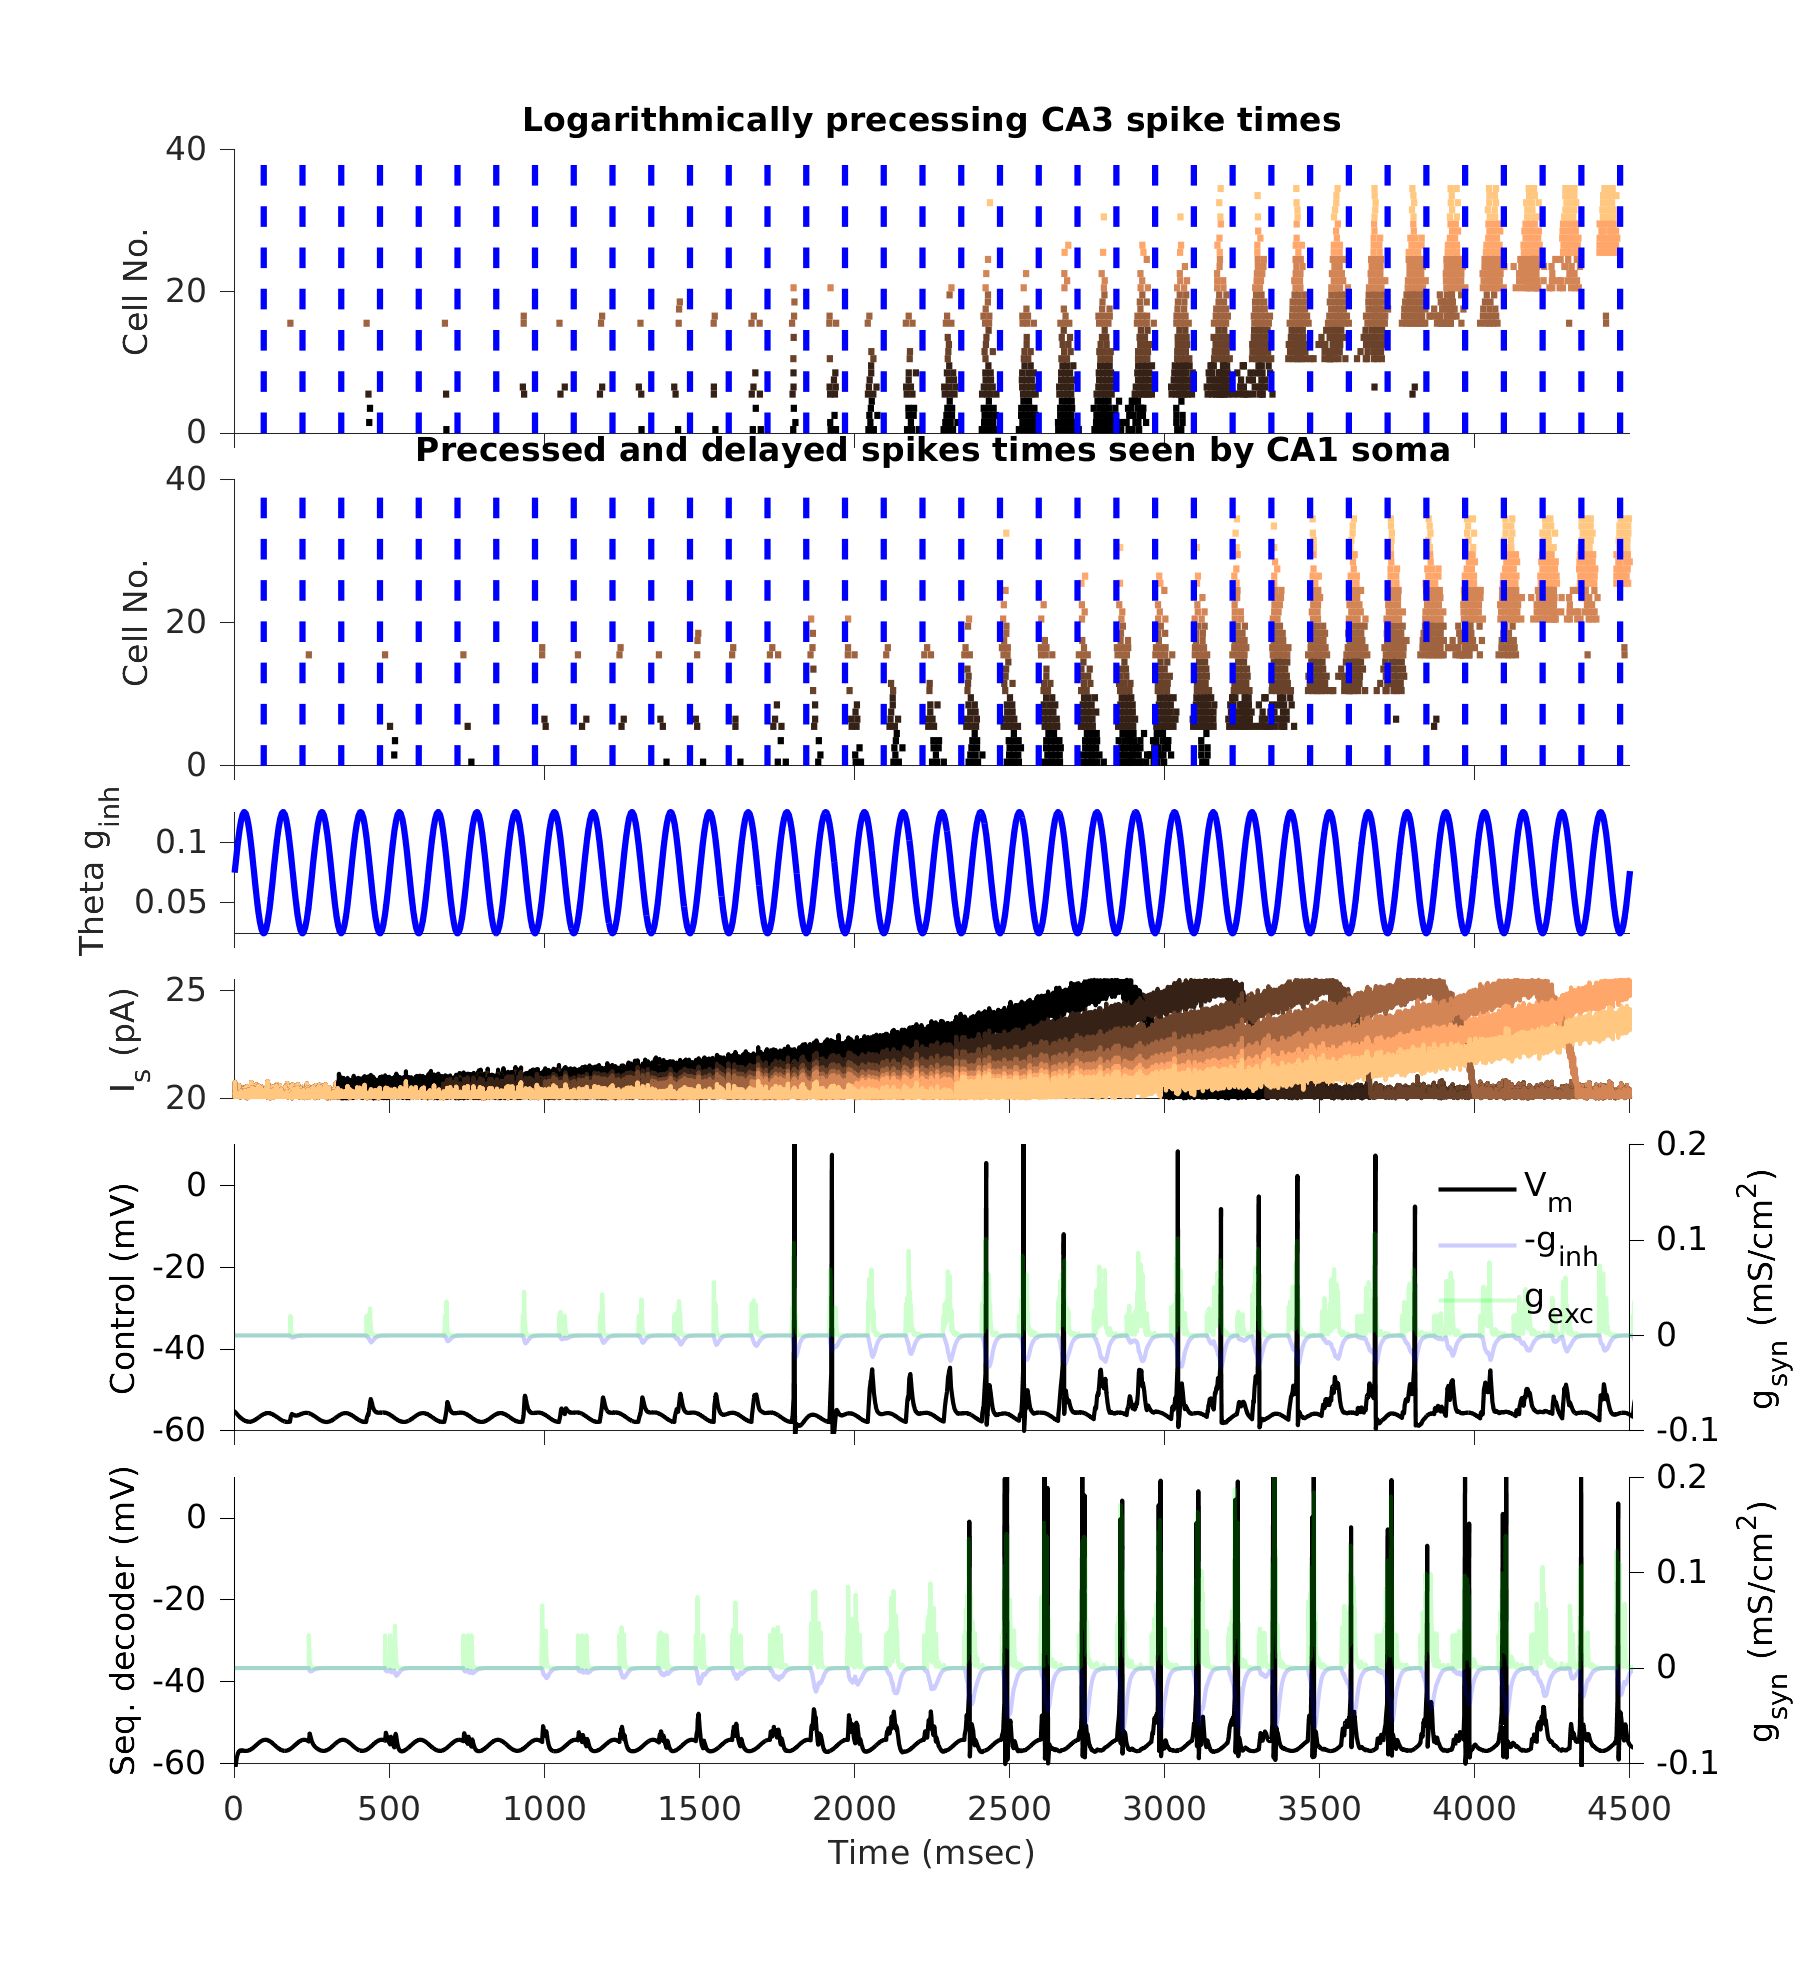 Logarithmically precessing CA3 spike times
40
20
0
Cell No.
Precessed and delayed spikes times seen by CA1 soma
40
20
0
Cell No.
0.1
0.05
Theta g_inh
25
20
I_s (pA)
0
-20
-40
-60
Control (mV)
0.2
0.1
0
-0.1
g_syn (mS/cm^2)
V_m
-g_inh
g_exc
0
-20
-40
-60
Seq. decoder (mV)
0.2
0.1
0
-0.1
g_syn (mS/cm^2)
0 500 1000 1500 2000 2500 3000 3500 4000 4500
Time (msec)